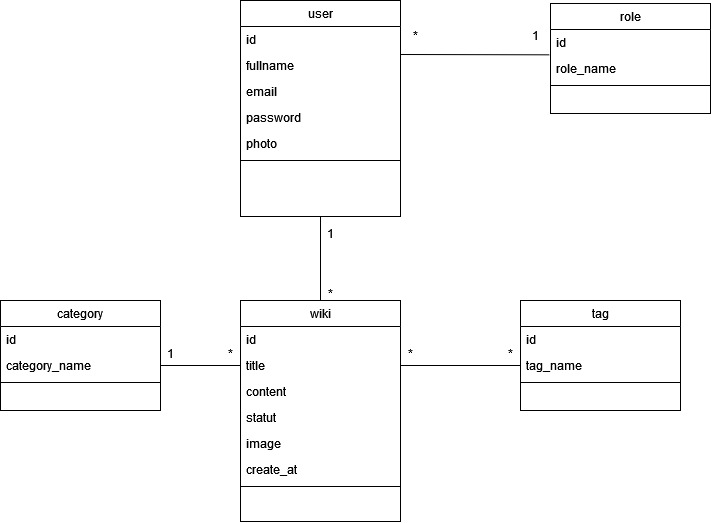 user
id
fullname
email
password
photo
*
1
role
id
role_name
1
*
category
id
category_name
1
*
wiki
id
title
content
statut
image
create_at
*
*
tag
id
tag_name